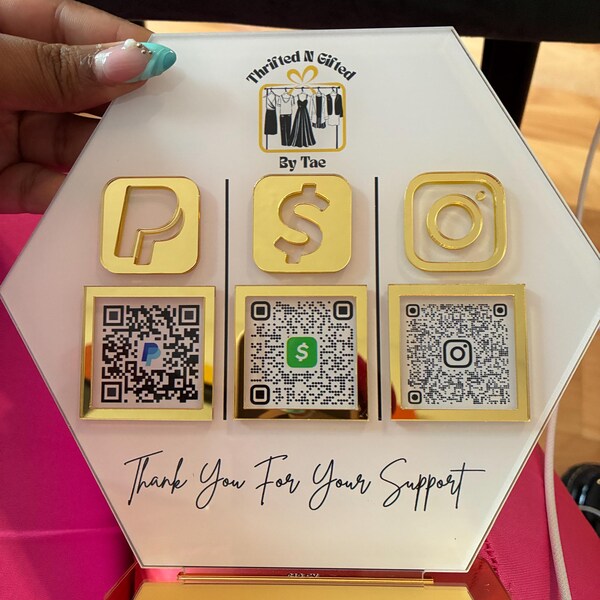 Thrifted N Gifted
By Tae
Thank You For Your Support